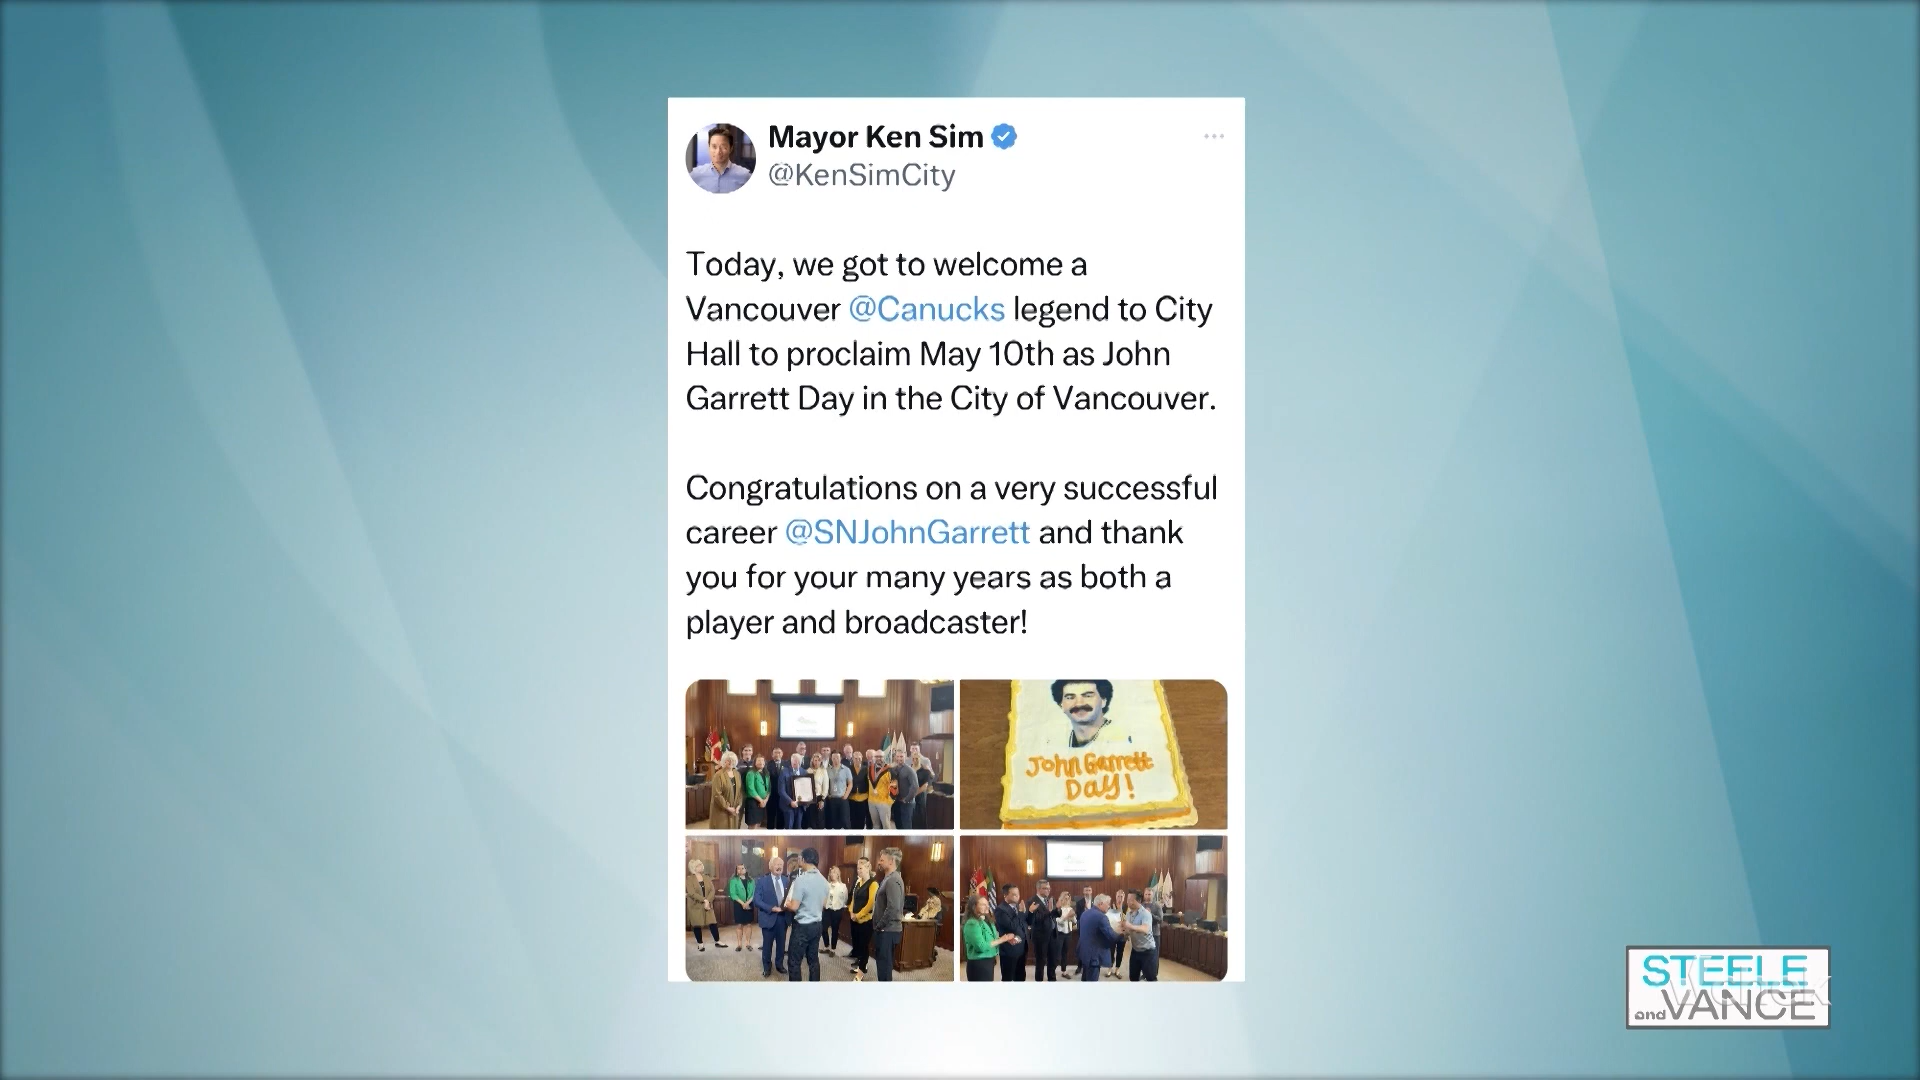 Mayor Ken Sim
@KenSimCity
Today, we got to welcome a
Vancouver @Canucks legend to City
Hall to proclaim May 10th as John
Garrett Day in the City of Vancouver.
Congratulations on a very successful
career @SNJohnGarrett and thank
you for your many years as both a
player and broadcaster!
John Garrett
Day!
STEELE
and VANCE
chek